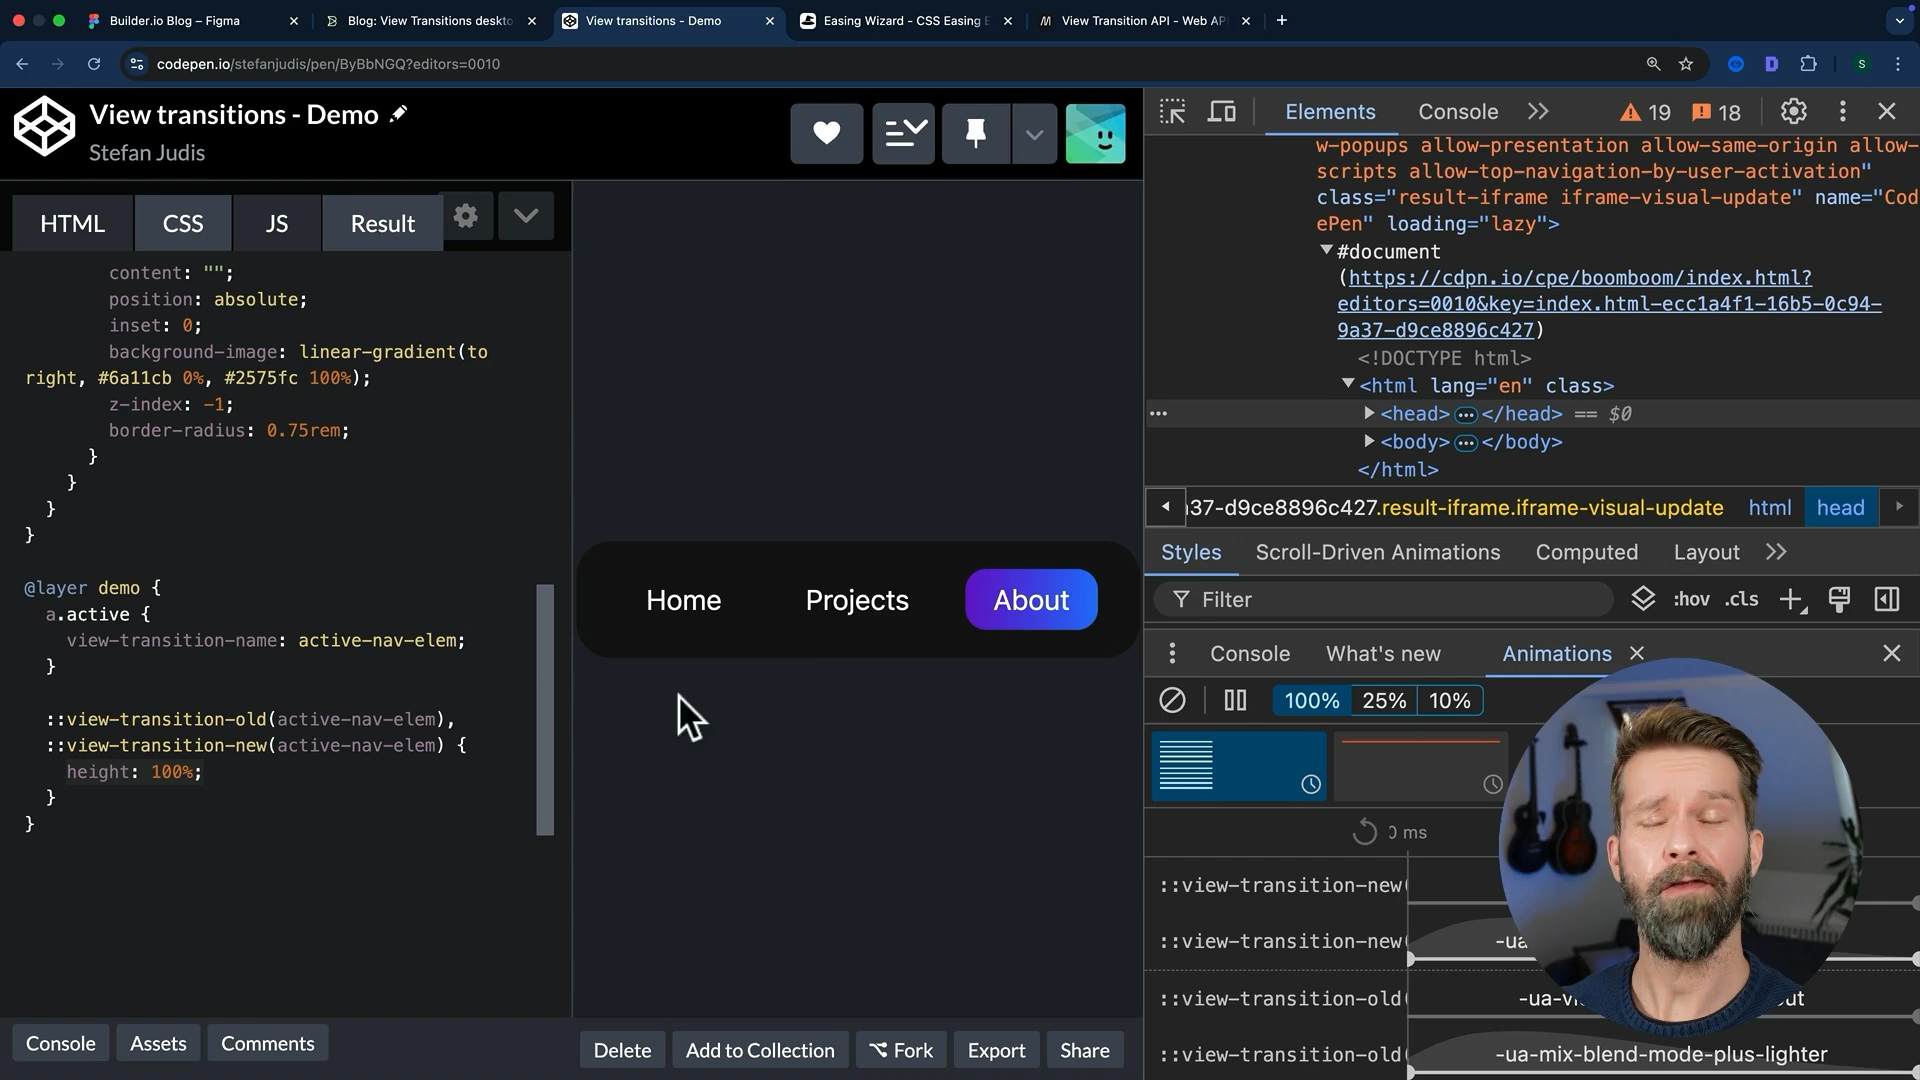 Builder.io Blog – Figma
Blog: View Transitions deskto
View transitions - Demo
Easing Wizard - CSS Easing E
View Transition API - Web AP
codepen.io/stefanjudis/pen/ByBbNGQ?editors=0010
S
View transitions - Demo
Stefan Judis
HTML
CSS
JS
Result
content: "";
position: absolute;
inset: 0;
background-image: linear-gradient(to
right, #6a11cb 0%, #2575fc 100%);
z-index: -1;
border-radius: 0.75rem;
}
}
}
}
@layer demo {
a.active {
view-transition-name: active-nav-elem;
}
::view-transition-old(active-nav-elem),
::view-transition-new(active-nav-elem) {
height: 100%;
}
}
Console
Assets
Comments
Home
Projects
About
Delete
Add to Collection
Fork
Export
Share
Elements
Console
19
18
w-popups allow-presentation allow-same-origin allow-
scripts allow-top-navigation-by-user-activation"
class="result-iframe iframe-visual-update" name="Cod
ePen" loading="lazy">
#document
(https://cdpn.io/cpe/boomboom/index.html?
editors=0010&key=index.html-ecc1a4f1-16b5-0c94-
9a37-d9ce8896c427)
<!DOCTYPE html>
<html lang="en" class>
<head> … </head> == $0
<body> … </body>
</html>
37-d9ce8896c427.result-iframe.iframe-visual-update
html
head
Styles
Scroll-Driven Animations
Computed
Layout
Filter
:hov
.cls
Console
What's new
Animations
100%
25%
10%
0 ms
::view-transition-new(
::view-transition-new(
-ua
::view-transition-old(
-ua-vi
out
::view-transition-old(
-ua-mix-blend-mode-plus-lighter